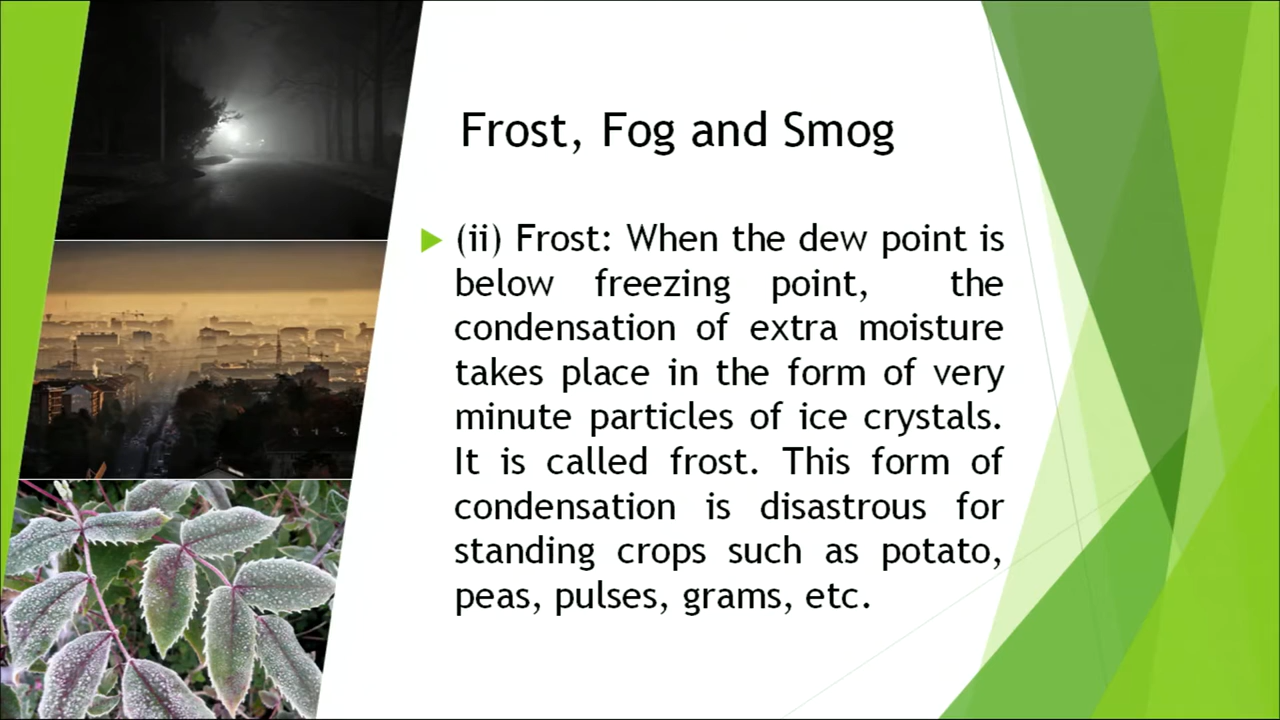 Frost, Fog and Smog
(ii) Frost: When the dew point is
below freezing point, the
condensation of extra moisture
takes place in the form of very
minute particles of ice crystals.
It is called frost. This form of
condensation is disastrous for
standing crops such as potato,
peas, pulses, grams, etc.